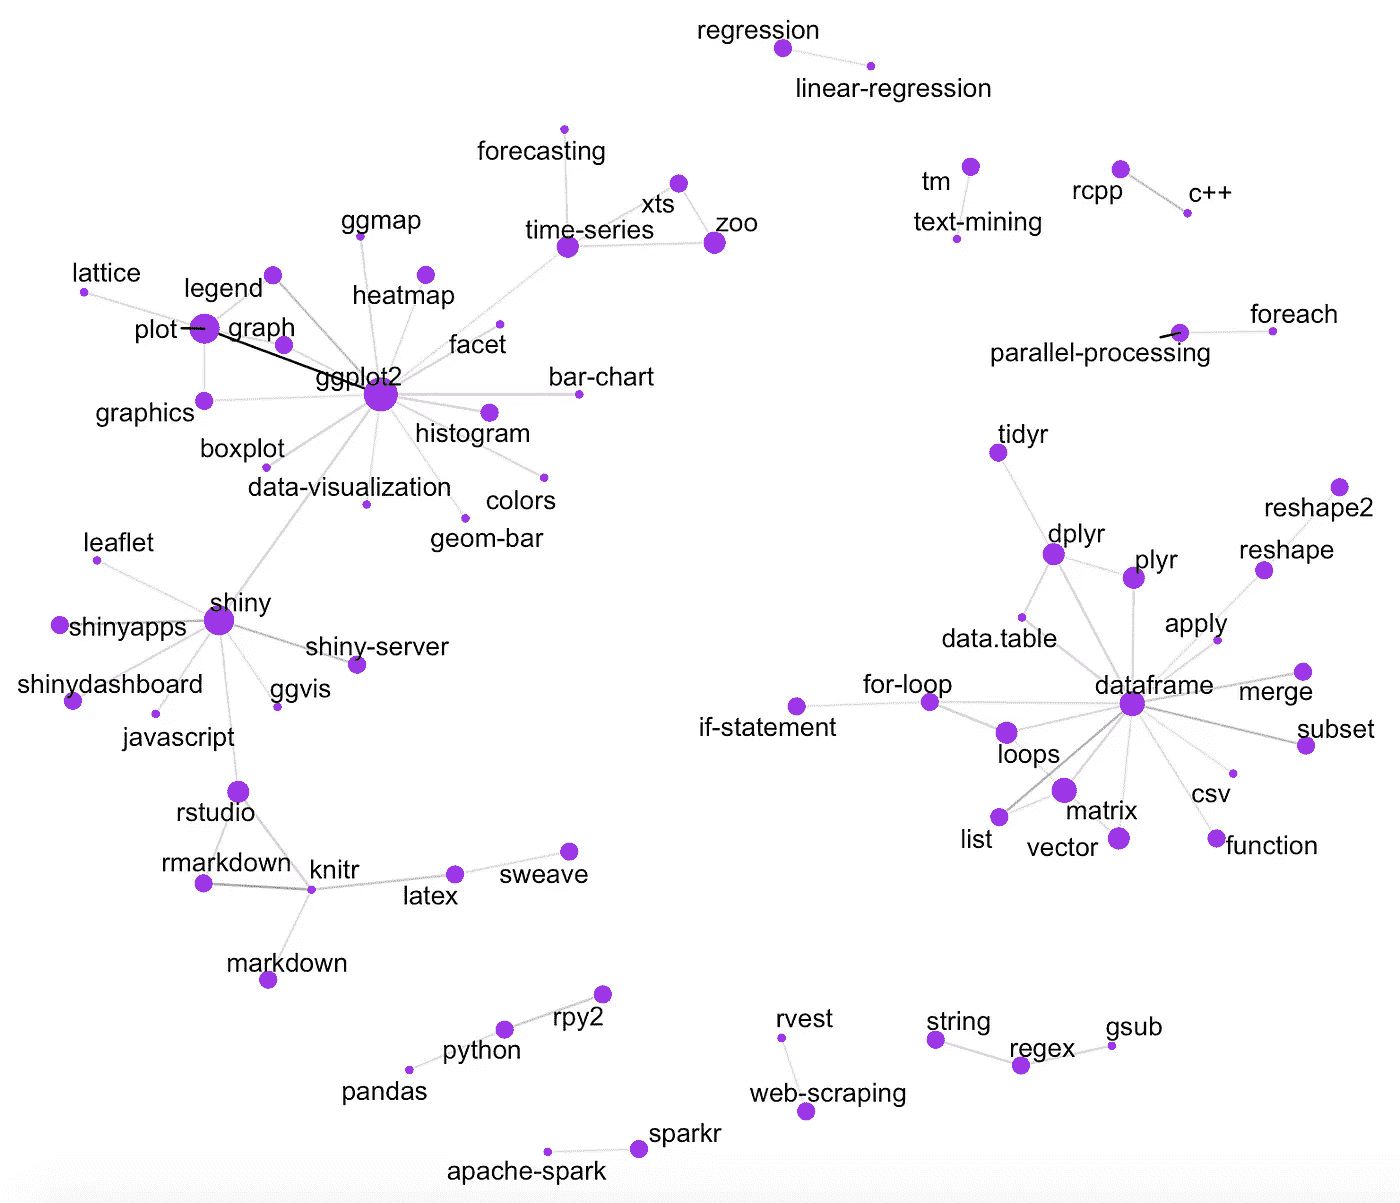 regression
linear-regression
forecasting
tm
rcpp
c++
xts
ggmap
time-series
zoo
text-mining
lattice
legend
heatmap
plot
graph
facet
foreach
parallel-processing
ggplot2
bar-chart
graphics
histogram
tidyr
boxplot
data-visualization
colors
reshape2
geom-bar
leaflet
dplyr
reshape
plyr
shiny
shinyapps
apply
data.table
shiny-server
shinydashboard
ggvis
for-loop
dataframe
merge
javascript
if-statement
subset
loops
csv
rstudio
matrix
list
vector
function
rmarkdown
knitr
sweave
latex
markdown
rpy2
rvest
string
gsub
python
regex
pandas
web-scraping
sparkr
apache-spark